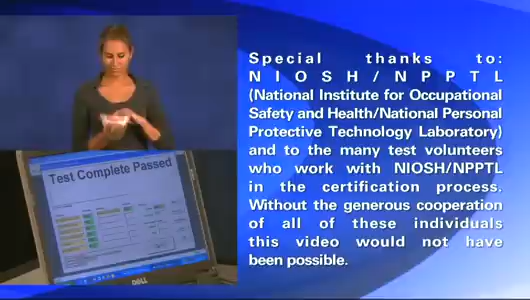 Special thanks to:
NIOSH/NPPTL
(National Institute for Occupational
Safety and Health/National Personal
Protective Technology Laboratory)
and to the many test volunteers
who work with NIOSH/NPPTL
in the certification process.
Without the generous cooperation
of all of these individuals
this video would not have
been possible.
Test Complete Passed
DELL